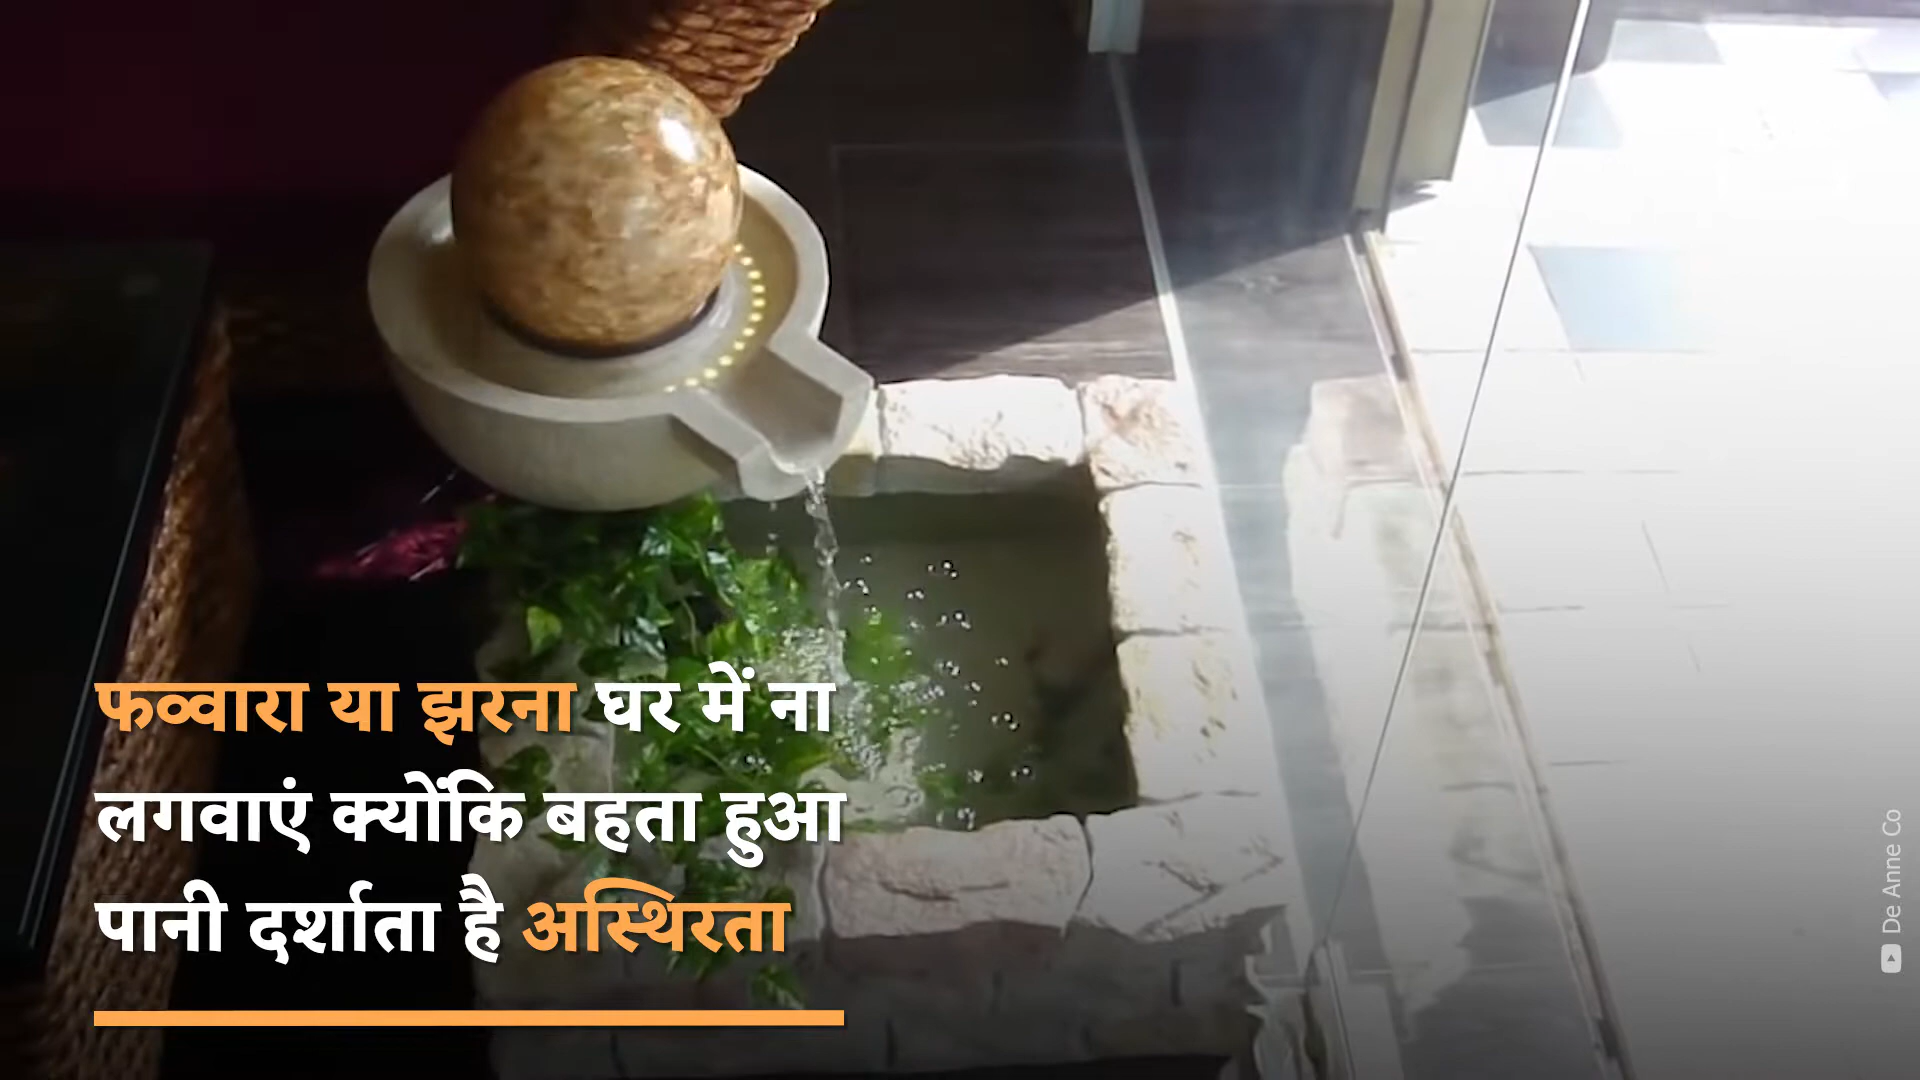 फव्वारा या झरना घर में ना
लगवाएं क्योंकि बहता हुआ
पानी दर्शाता है अस्थिरता
De Anne Co